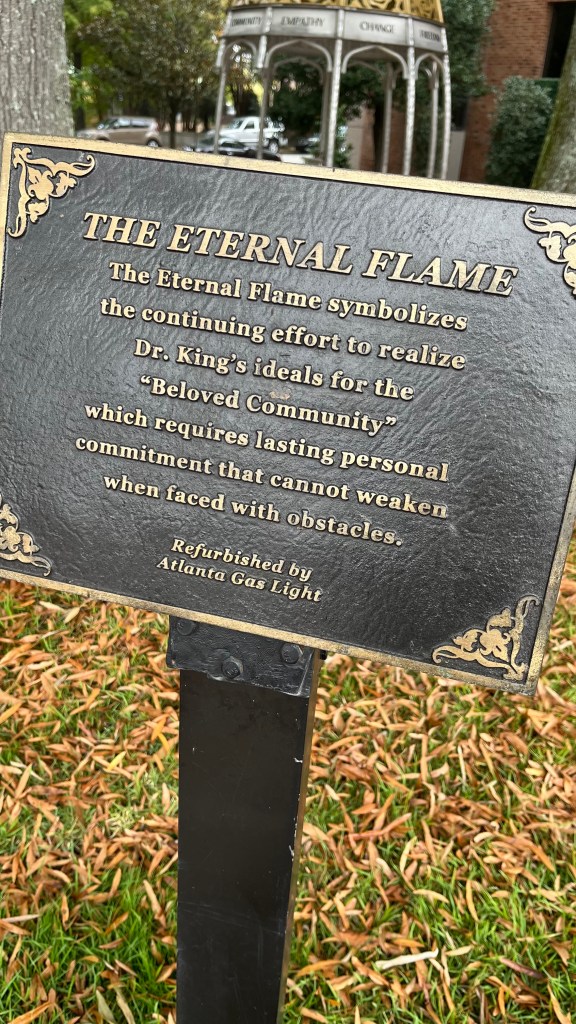 COMMUNITY EMPATHY CHANGE FREEDOM
THE ETERNAL FLAME
The Eternal Flame symbolizes
the continuing effort to realize
Dr. King's ideals for the
“Beloved Community”
which requires lasting personal
commitment that cannot weaken
when faced with obstacles.
Refurbished by
Atlanta Gas Light